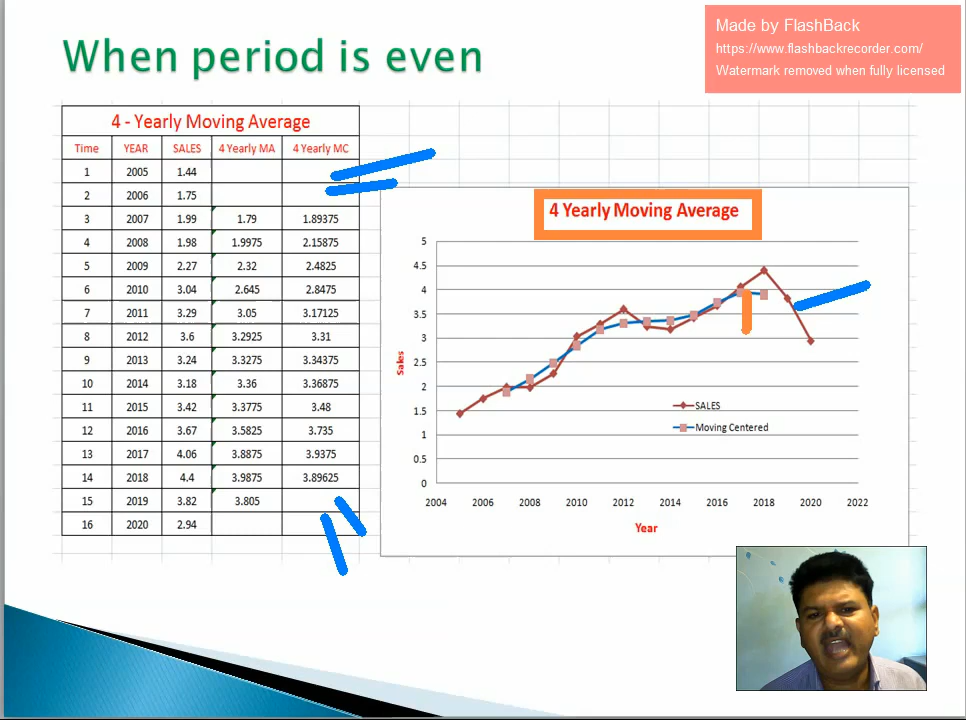 Made by FlashBack
https://www.flashbackrecorder.com/
Watermark removed when fully licensed
When period is even
4 - Yearly Moving Average
Time YEAR SALES 4 Yearly MA 4 Yearly MC
1 2005 1.44
2 2006 1.75
3 2007 1.99 1.79 1.89375
4 2008 1.98 1.9975 2.15875
5 2009 2.27 2.32 2.4825
6 2010 3.04 2.645 2.8475
7 2011 3.29 3.05 3.17125
8 2012 3.6 3.2925 3.31
9 2013 3.24 3.3275 3.34375
10 2014 3.18 3.36 3.36875
11 2015 3.42 3.3775 3.48
12 2016 3.67 3.5825 3.735
13 2017 4.06 3.8875 3.9375
14 2018 4.4 3.9875 3.89625
15 2019 3.82 3.805
16 2020 2.94
4 Yearly Moving Average
5
4.5
4
3.5
3
2.5
2
1.5
1
0.5
0
Sales
SALES
Moving Centered
2004 2006 2008 2010 2012 2014 2016 2018 2020 2022
Year